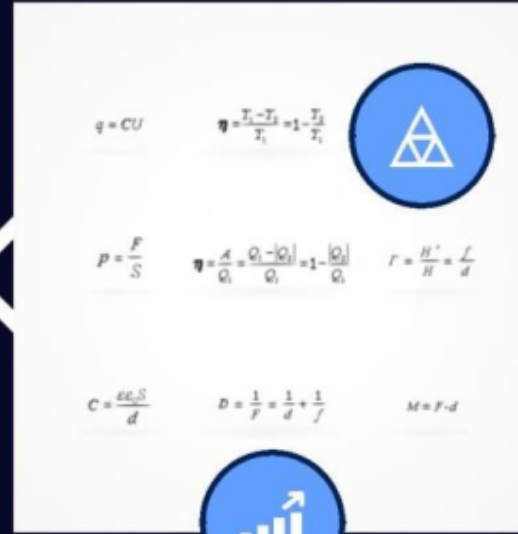 q = CU
η = T₁ − T₂ / T₁ = 1 − T₂ / T₁
p = F / S
η = A / Q₁ = Q₁ − |Q₂| / Q₁ = 1 − |Q₂| / Q₁
Γ = H' / H = f / d
C = εε₀S / d
D = 1 / F = 1 / d + 1 / f
M = F·d